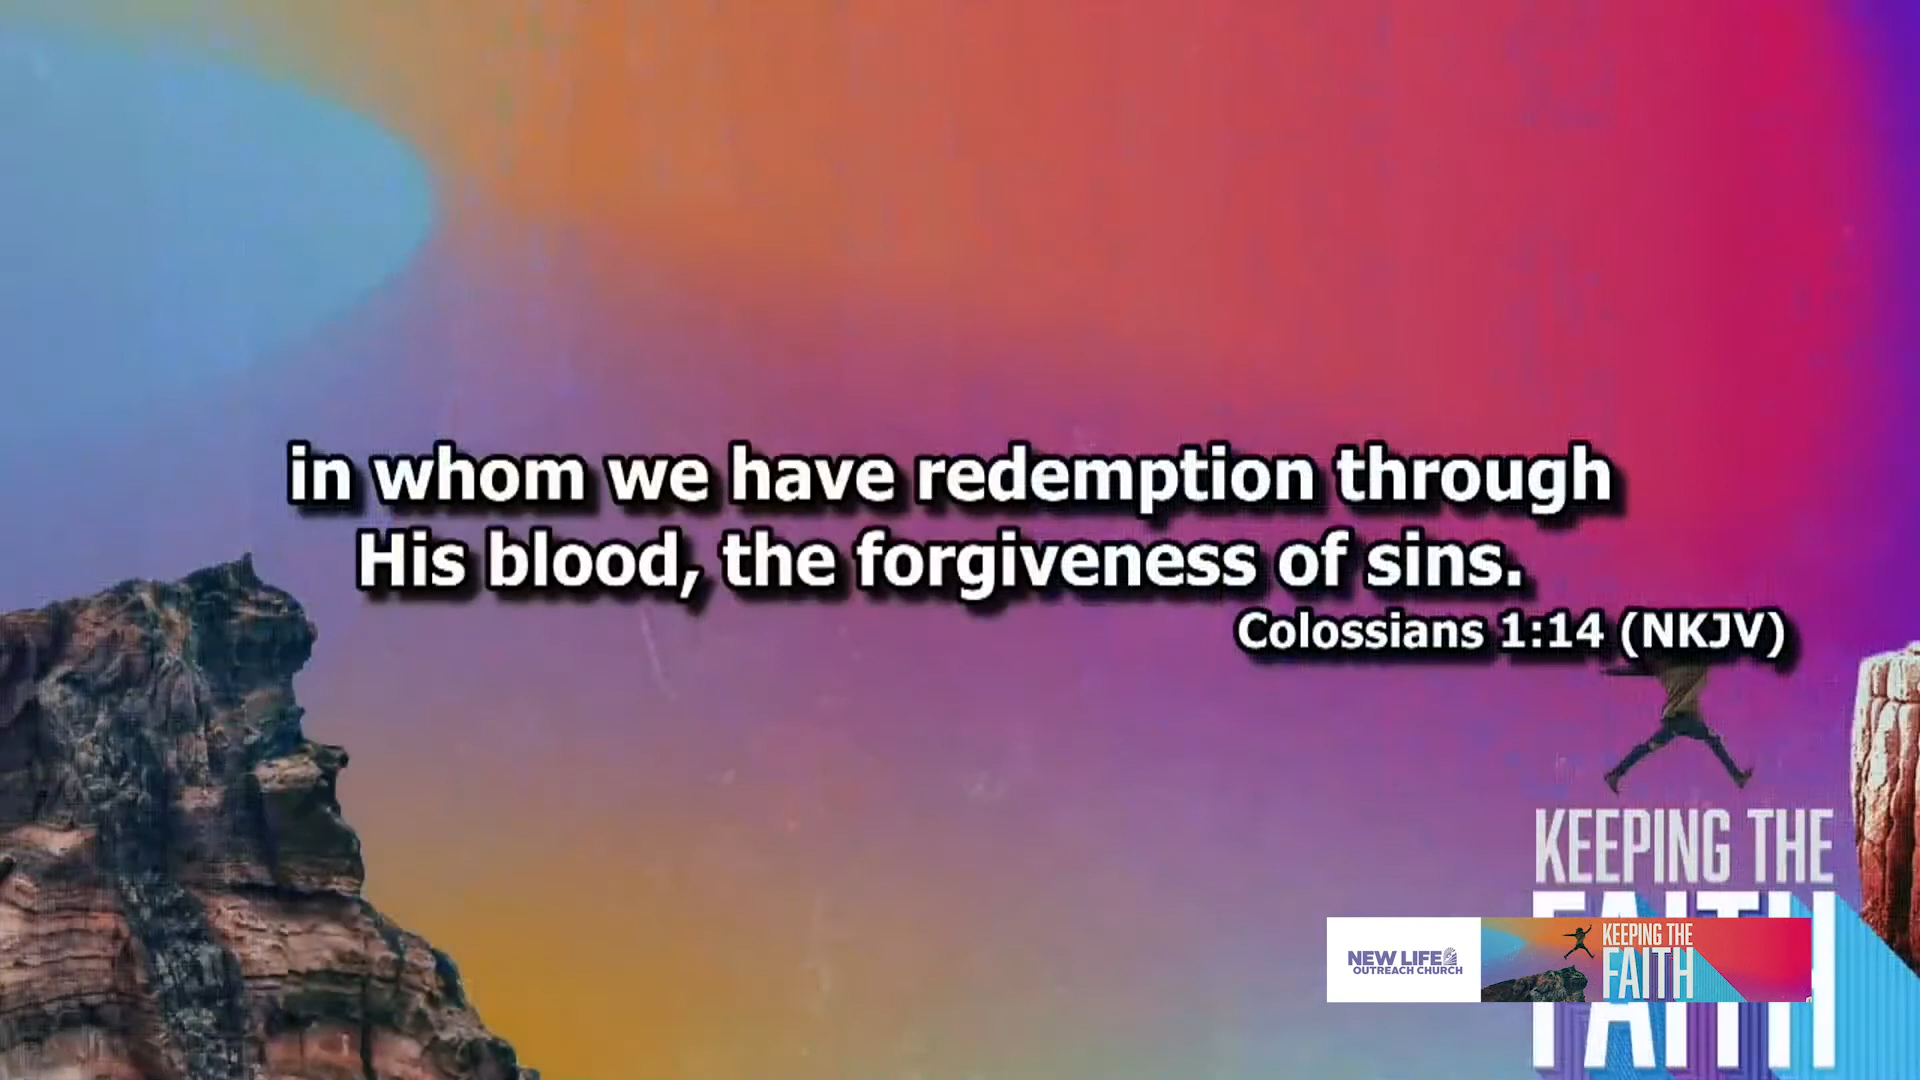 in whom we have redemption through
His blood, the forgiveness of sins.
Colossians 1:14 (NKJV)
KEEPING THE
FAITH
NEW LIFE
OUTREACH CHURCH
KEEPING THE
FAITH